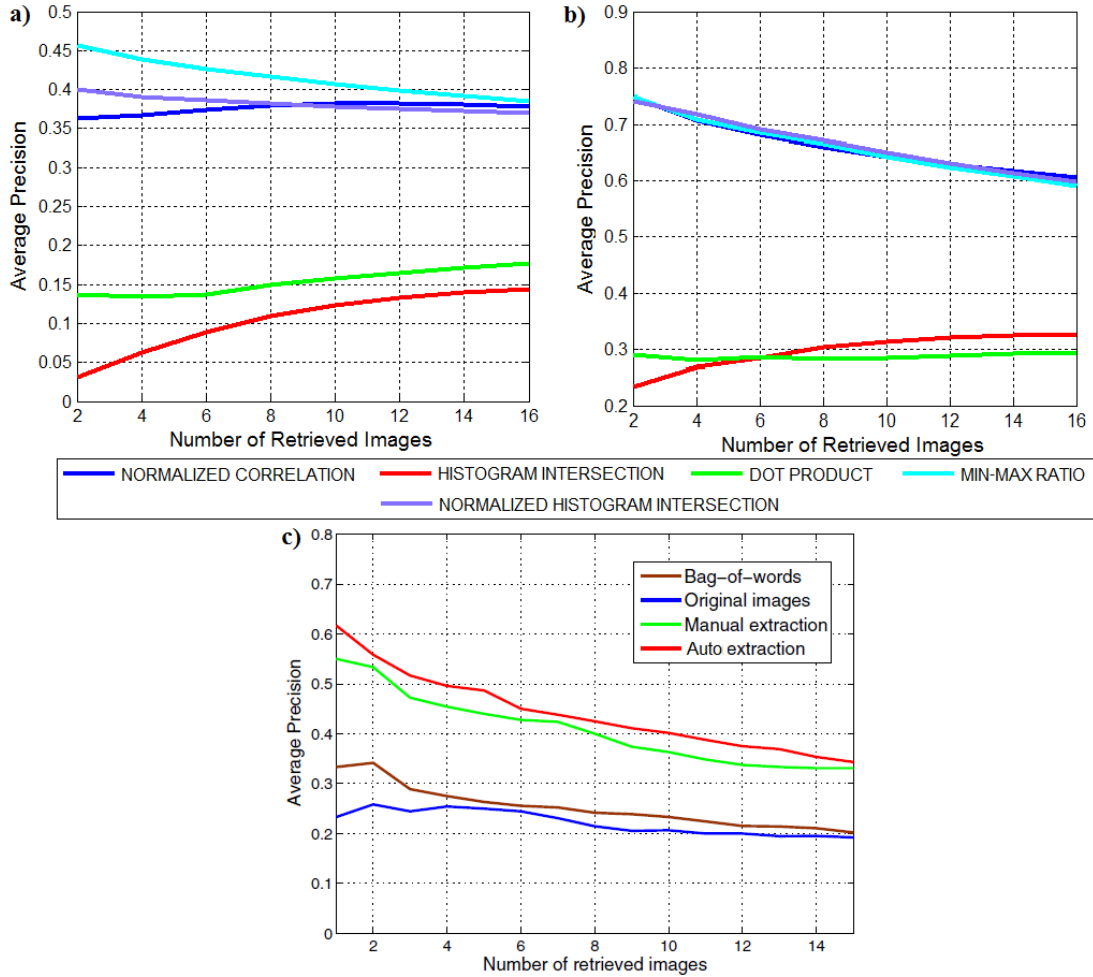 a)
0.5
0.45
0.4
0.35
0.3
0.25
0.2
0.15
0.1
0.05
0
Average Precision
2 4 6 8 10 12 14 16
Number of Retrieved Images
b)
0.9
0.8
0.7
0.6
0.5
0.4
0.3
0.2
Average Precision
2 4 6 8 10 12 14 16
Number of Retrieved Images
NORMALIZED CORRELATION HISTOGRAM INTERSECTION DOT PRODUCT MIN-MAX RATIO
NORMALIZED HISTOGRAM INTERSECTION
c)
0.8
0.7
0.6
0.5
0.4
0.3
0.2
0.1
0
Average Precision
Bag-of-words
Original images
Manual extraction
Auto extraction
2 4 6 8 10 12 14
Number of retrieved images